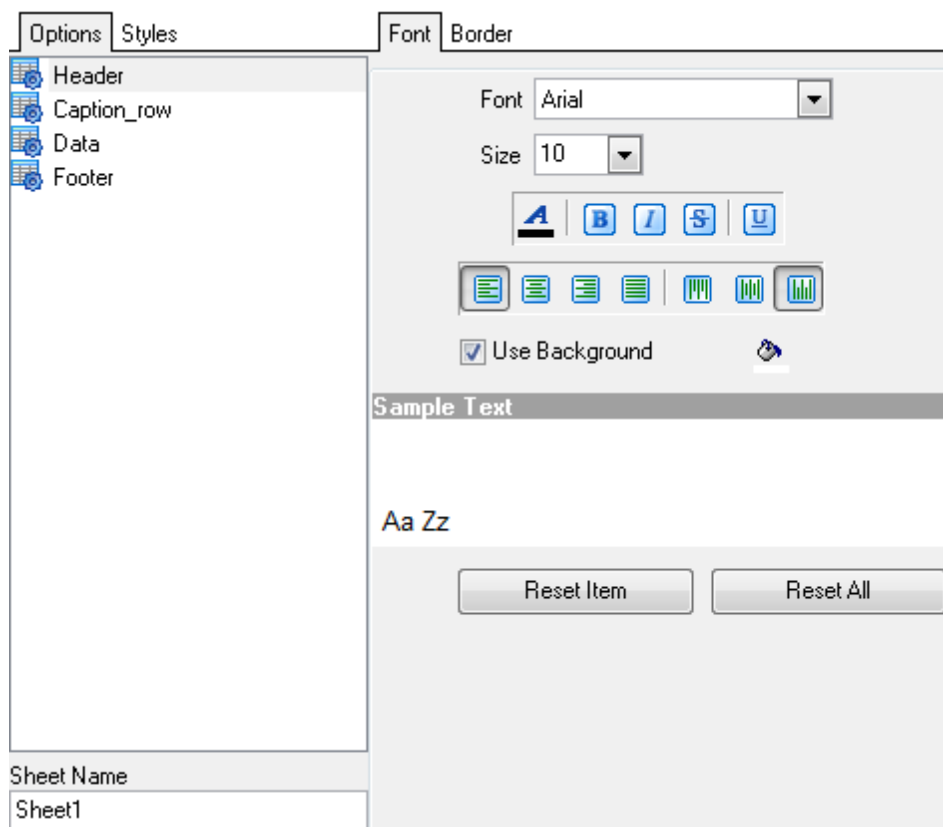 Options Styles
Header
Caption_row
Data
Footer
Sheet Name
Sheet1
Font Border
Font Arial
Size 10
A B I S U
Use Background
Sample Text
Aa Zz
Reset Item Reset All